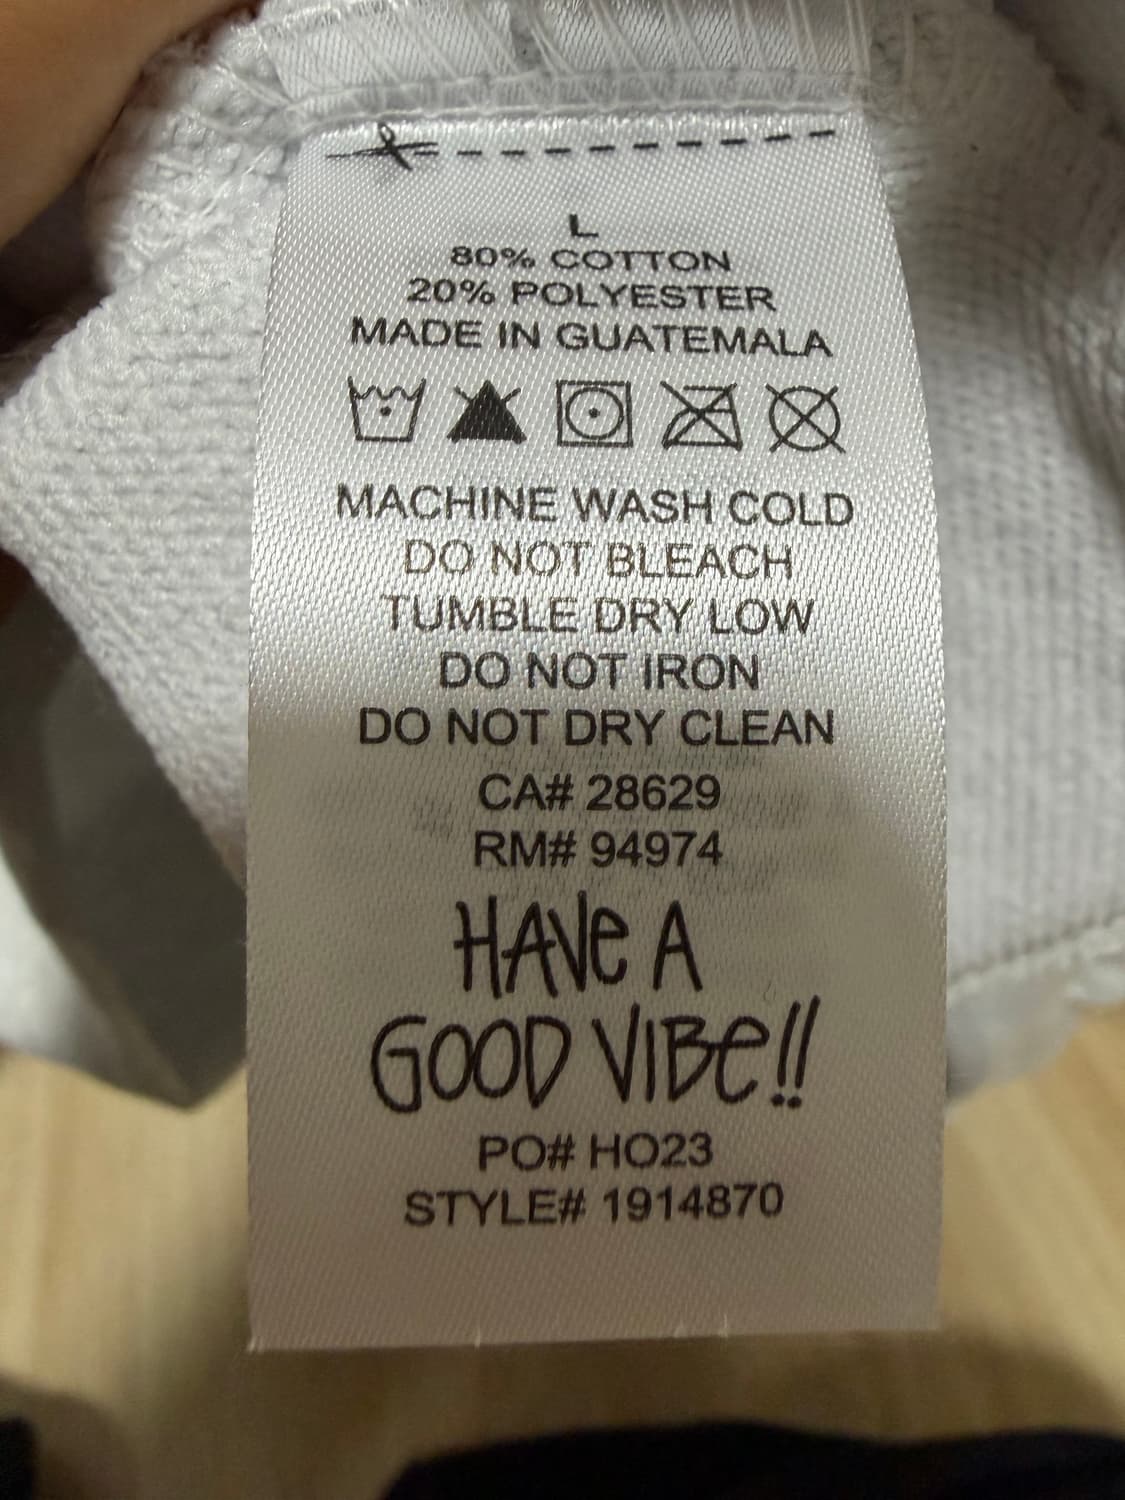 L
80% COTTON
20% POLYESTER
MADE IN GUATEMALA
MACHINE WASH COLD
DO NOT BLEACH
TUMBLE DRY LOW
DO NOT IRON
DO NOT DRY CLEAN
CA# 28629
RM# 94974
HAVe A
GOOD VIBe!!
PO# HO23
STYLE# 1914870